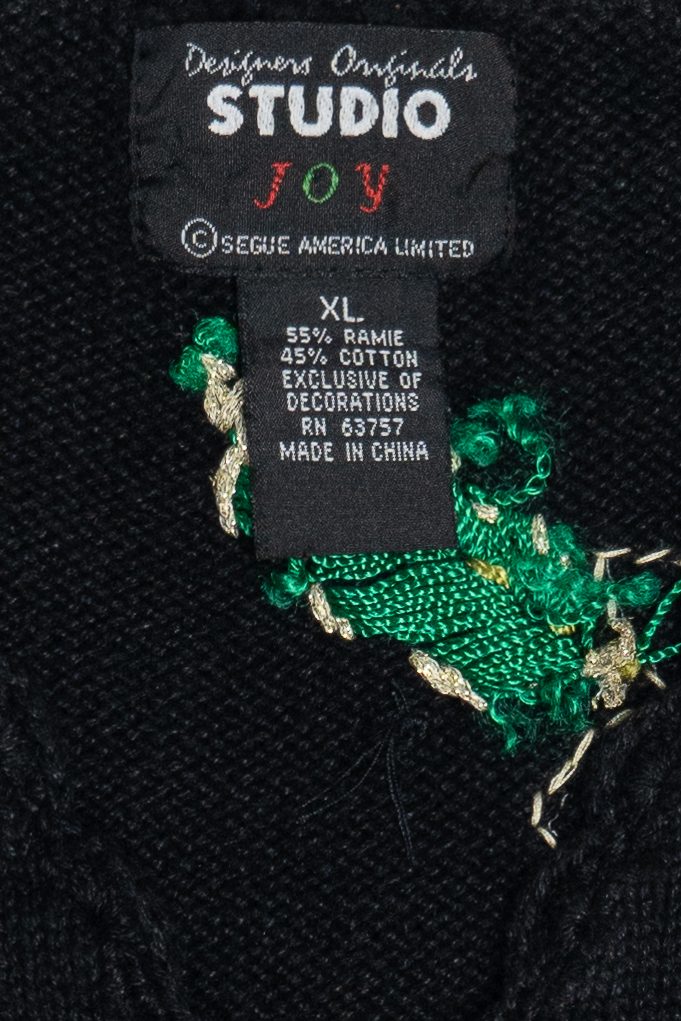 Designers Originals
STUDIO
JOY
©SEGUE AMERICA LIMITED
XL
55% RAMIE
45% COTTON
EXCLUSIVE OF
DECORATIONS
RN 63757
MADE IN CHINA